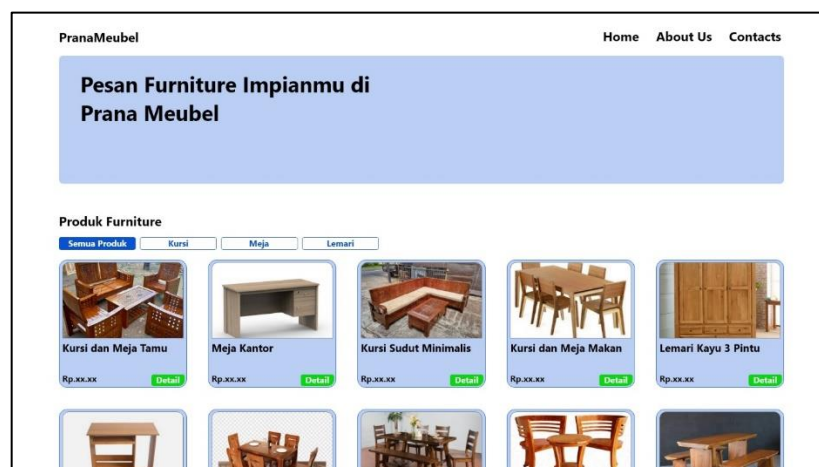 PranaMeubel
Home About Us Contacts
Pesan Furniture Impianmu di
Prana Meubel
Produk Furniture
Semua Produk Kursi Meja Lemari
Kursi dan Meja Tamu
Rp.xx.xx Detail
Meja Kantor
Rp.xx.xx Detail
Kursi Sudut Minimalis
Rp.xx.xx Detail
Kursi dan Meja Makan
Rp.xx.xx Detail
Lemari Kayu 3 Pintu
Rp.xx.xx Detail